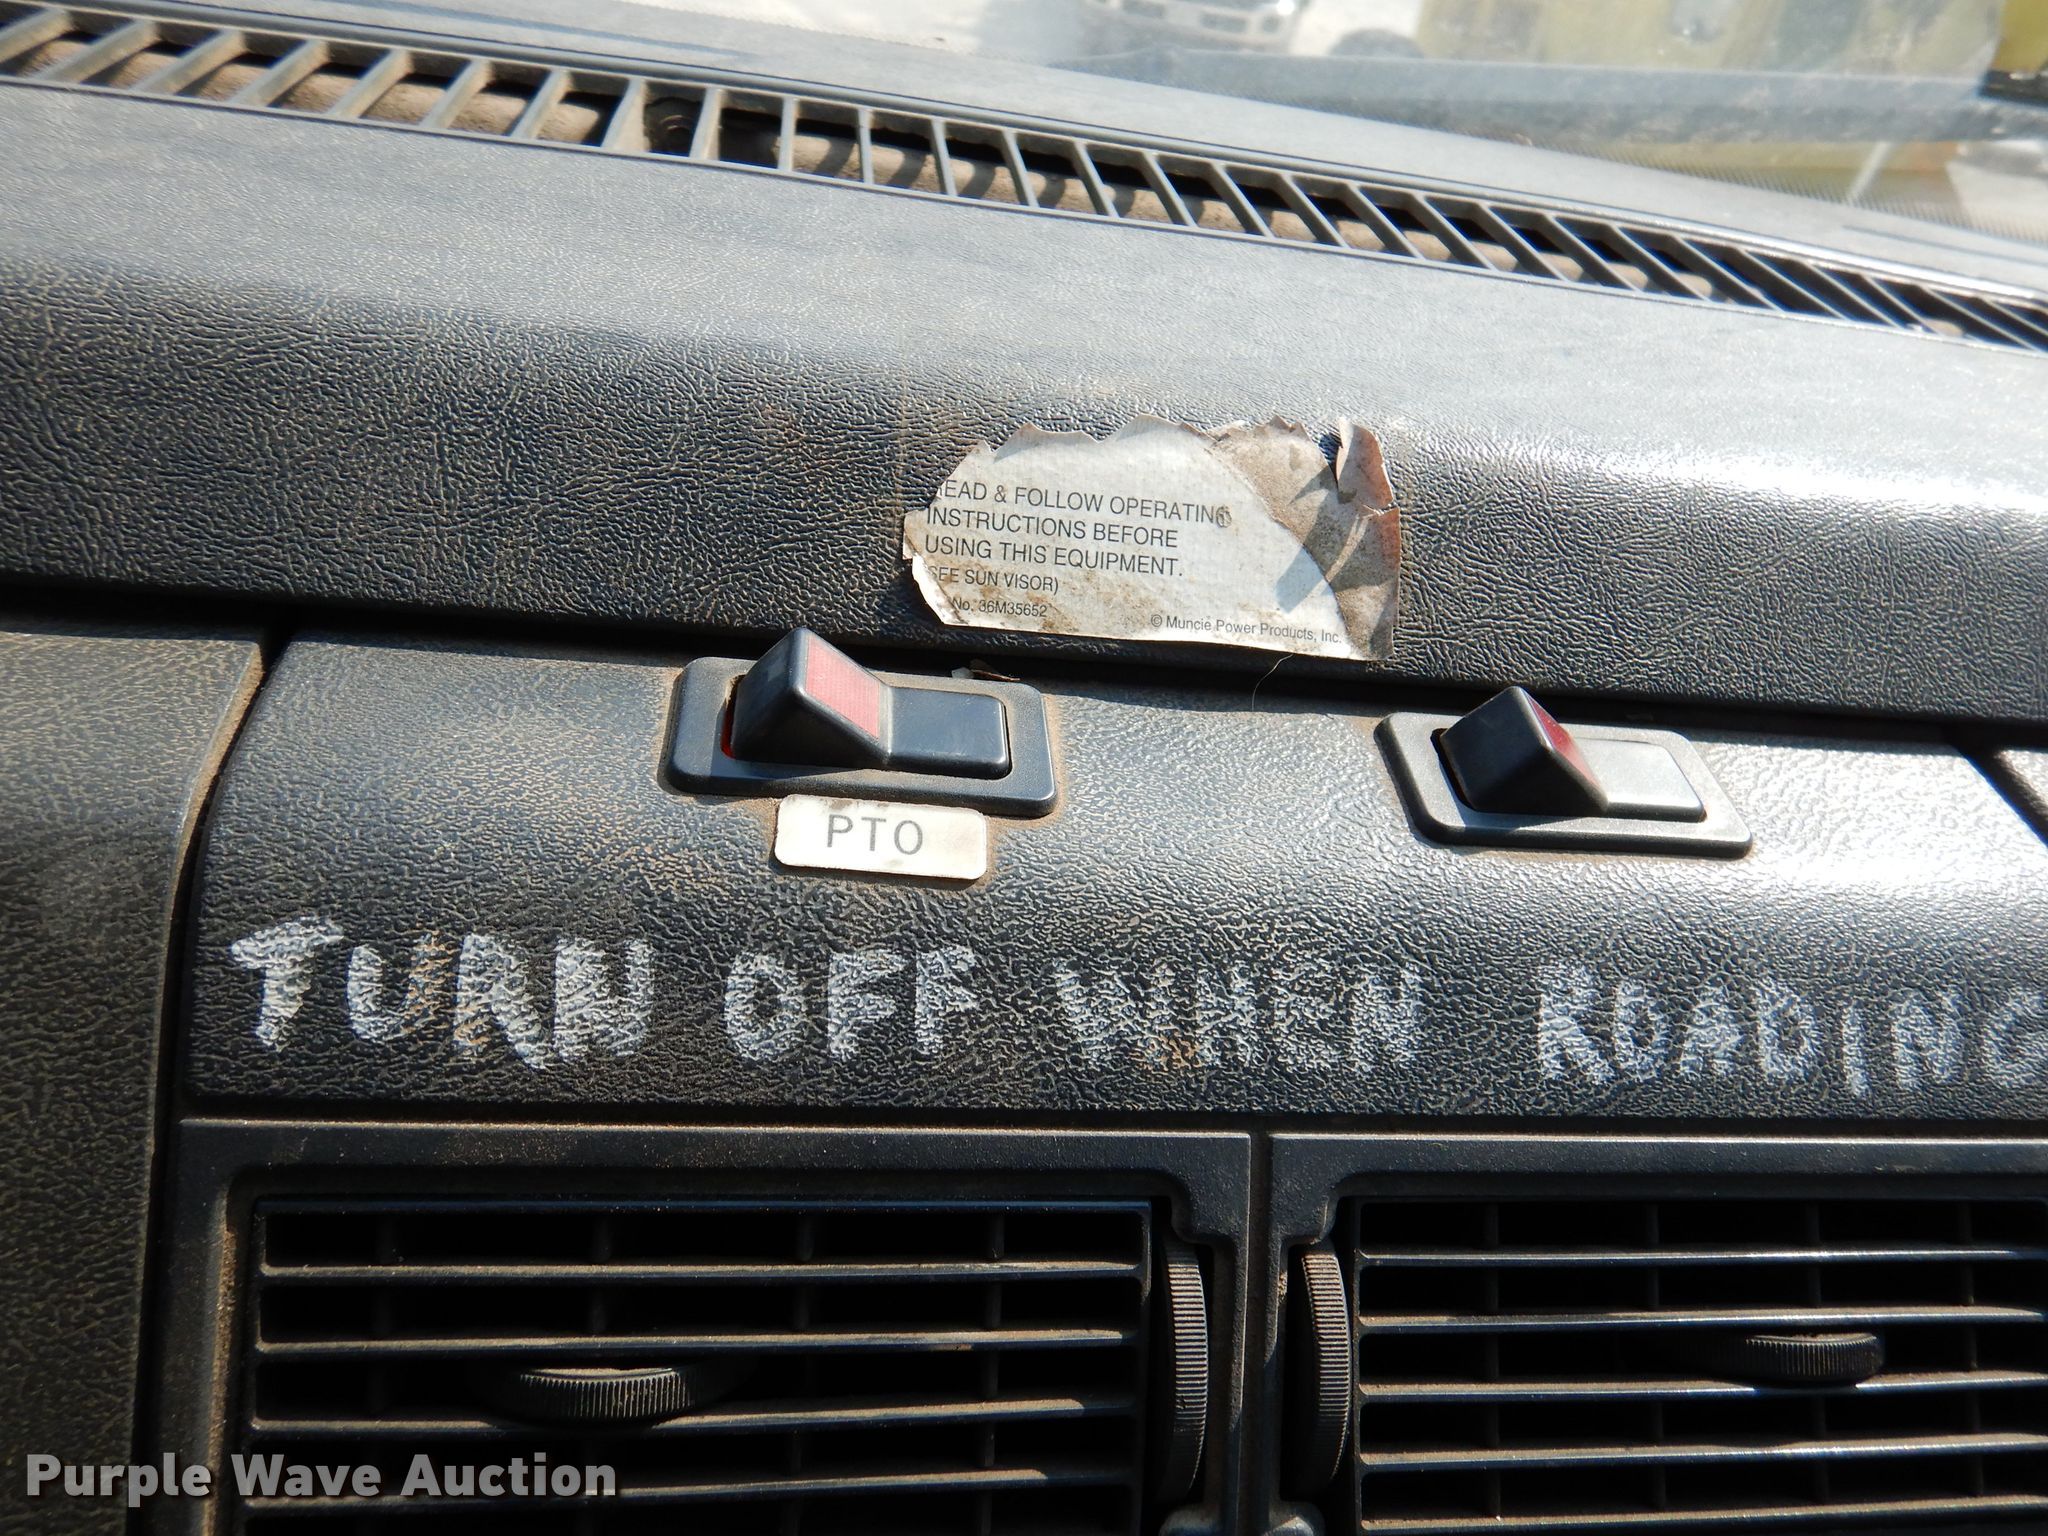 EAD & FOLLOW OPERATING
INSTRUCTIONS BEFORE
USING THIS EQUIPMENT.
SEE SUN VISOR)
No. 36M35652
© Muncie Power Products, Inc.
PTO
TURN OFF WHEN ROADING
Purple Wave Auction